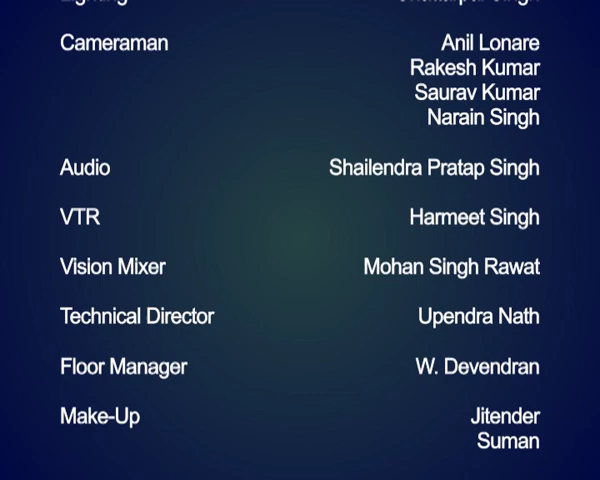 Cameraman Anil Lonare
Rakesh Kumar
Saurav Kumar
Narain Singh
Audio Shailendra Pratap Singh
VTR Harmeet Singh
Vision Mixer Mohan Singh Rawat
Technical Director Upendra Nath
Floor Manager W. Devendran
Make-Up Jitender
Suman